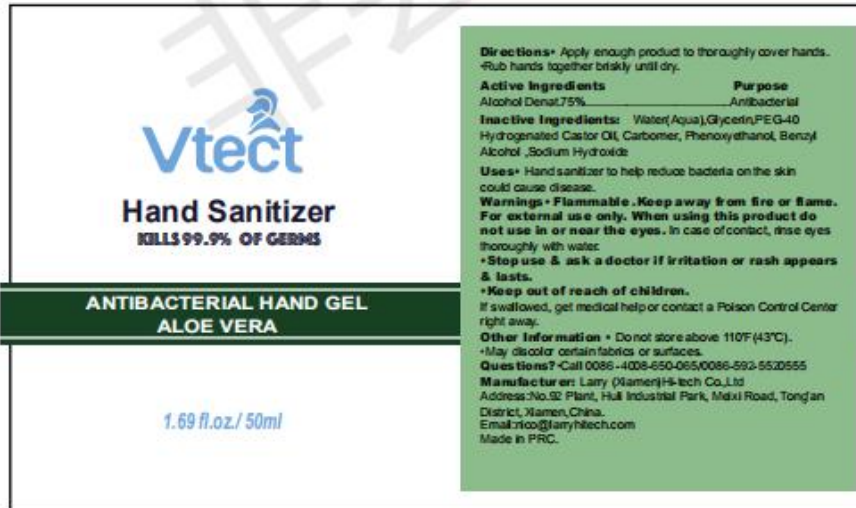 Vtect
Hand Sanitizer
KILLS 99.9% OF GERMS
ANTIBACTERIAL HAND GEL
ALOE VERA
1.69 fl.oz./ 50ml
Directions• Apply enough product to thoroughly cover hands.
•Rub hands together briskly until dry.
Active Ingredients Purpose
Alcohol Denat.75% Antibacterial
Inactive Ingredients: Water(Aqua),Glycerin,PEG-40
Hydrogenated Castor Oil, Carbomer, Phenoxyethanol, Benzyl
Alcohol ,Sodium Hydroxide
Uses• Hand sanitizer to help reduce bacteria on the skin
could cause disease.
Warnings• Flammable .Keep away from fire or flame.
For external use only. When using this product do
not use in or near the eyes. In case of contact, rinse eyes
thoroughly with water.
•Stop use & ask a doctor if irritation or rash appears
& lasts.
•Keep out of reach of children.
If swallowed, get medical help or contact a Poison Control Center
right away.
Other Information • Do not store above 110°F(43°C).
•May discolor certain fabrics or surfaces.
Questions?•Call 0086-4008-650-065/0086-592-5520555
Manufacturer: Larry (Xiamen)Hi-tech Co.,Ltd
Address:No.92 Plant, Huli Industrial Park, Meixi Road, Tong'an
District, Xiamen,China.
Email:nico@larryhitech.com
Made in PRC.